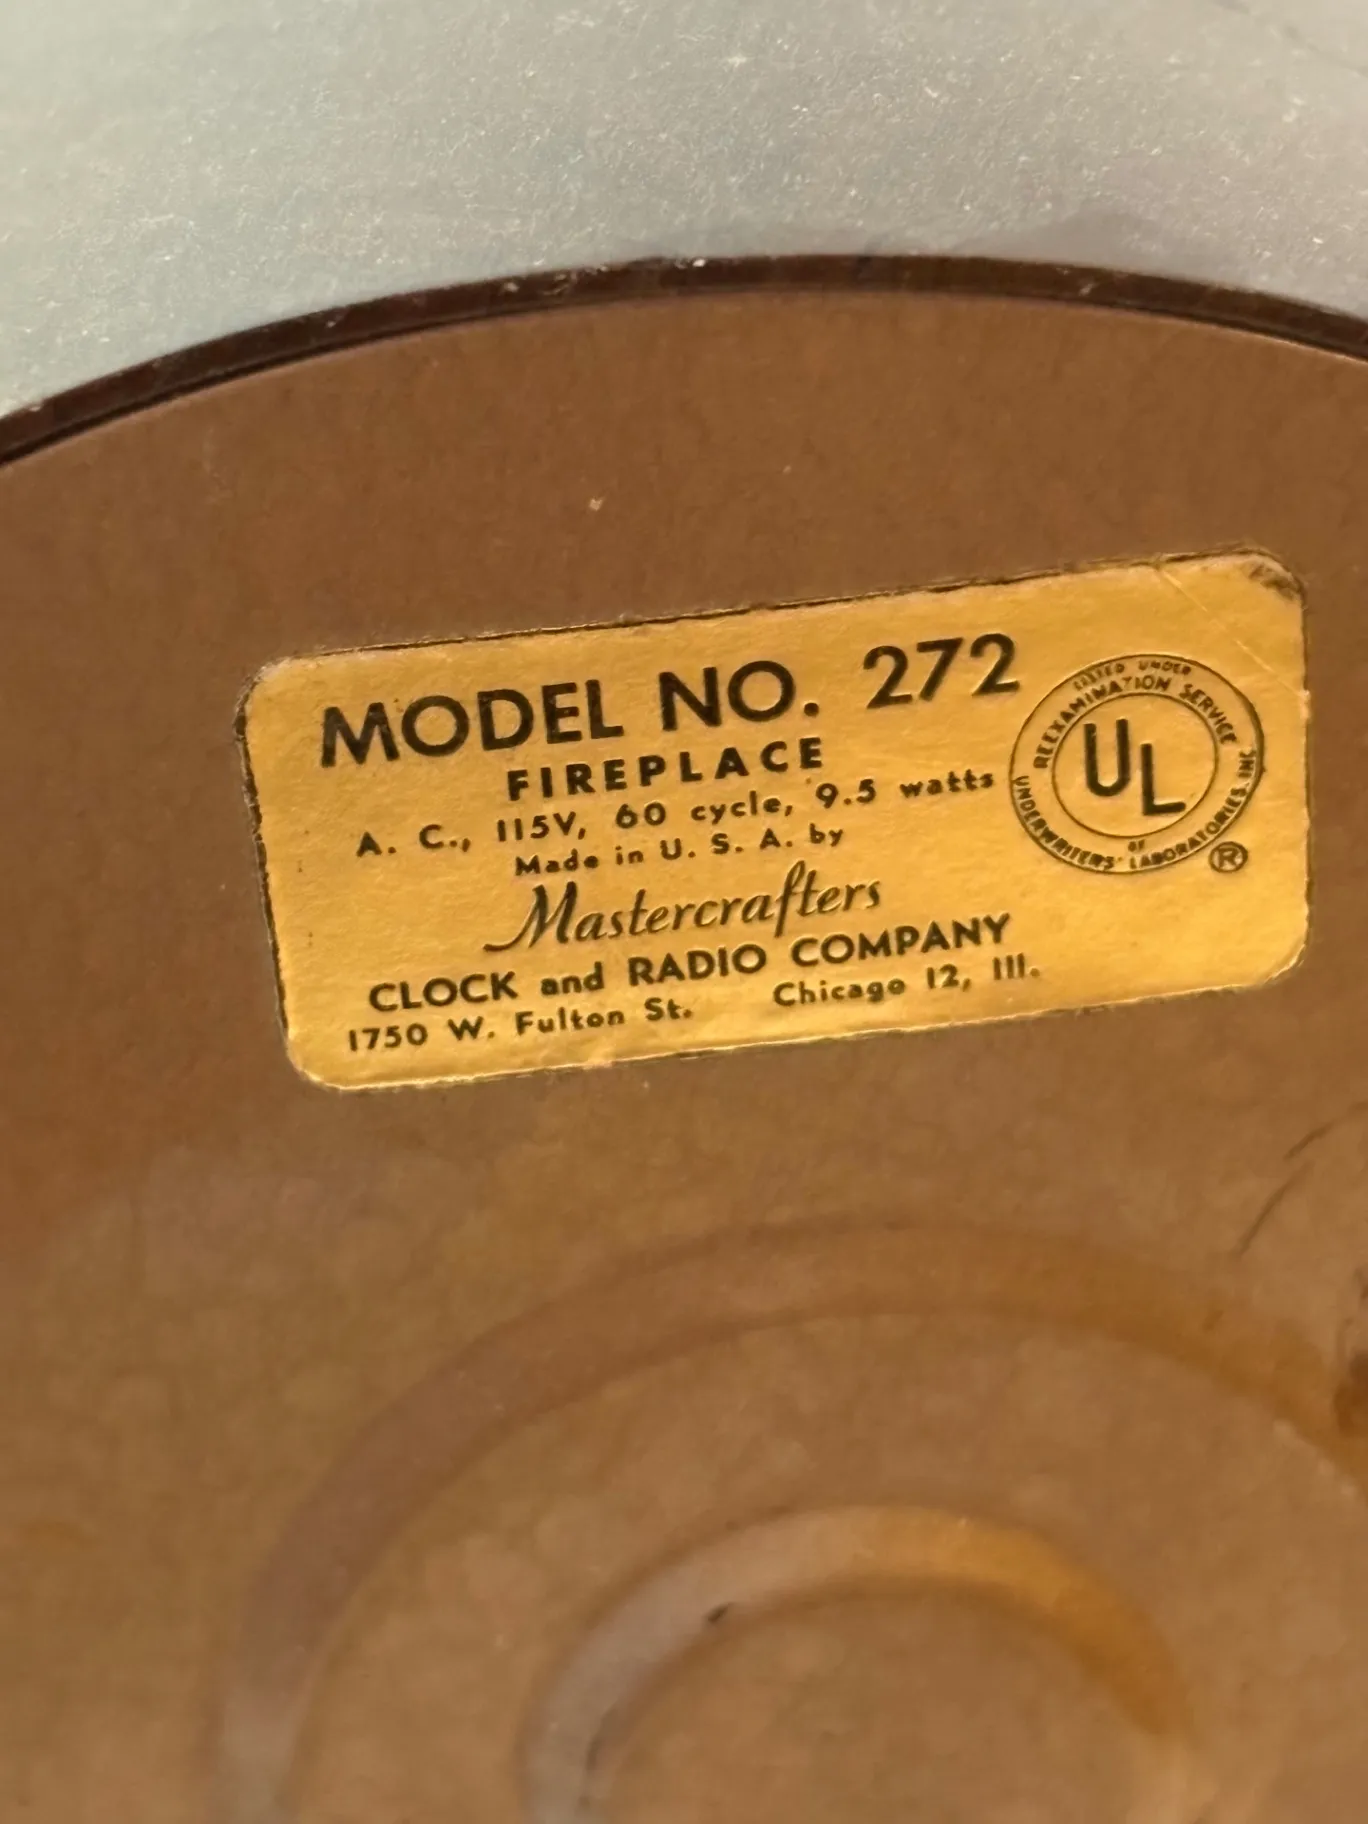 MODEL NO. 272
FIREPLACE
A. C., 115V, 60 cycle, 9.5 watts
Made in U. S. A. by
Mastercrafters
CLOCK and RADIO COMPANY
1750 W. Fulton St. Chicago 12, Ill.
LISTED UNDER
REEXAMINATION SERVICE
UL
OF
UNDERWRITERS' LABORATORIES, INC.
®